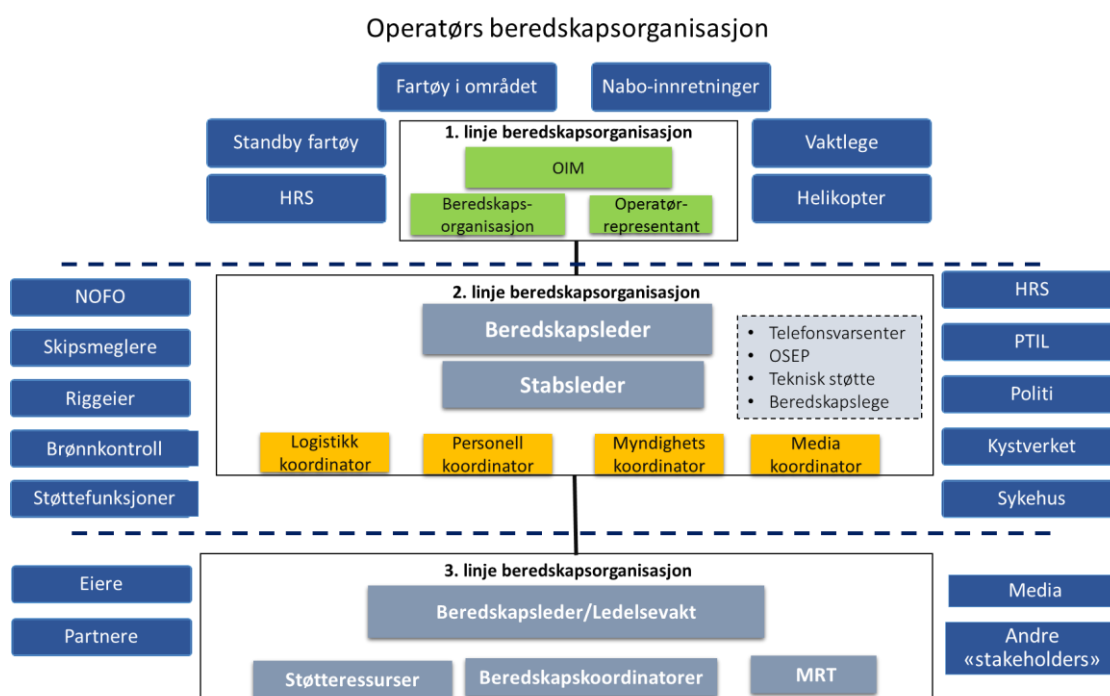 Operatørs beredskapsorganisasjon
Fartøy i området
Nabo-innretninger
Standby fartøy
HRS
1. linje beredskapsorganisasjon
OIM
Beredskaps-
organisasjon
Operatør-
representant
Vaktlege
Helikopter
NOFO
Skipsmeglere
Riggeier
Brønnkontroll
Støttefunksjoner
2. linje beredskapsorganisasjon
Beredskapsleder
Stabsleder
• Telefonsvarsenter
• OSEP
• Teknisk støtte
• Beredskapslege
Logistikk
koordinator
Personell
koordinator
Myndighets
koordinator
Media
koordinator
HRS
PTIL
Politi
Kystverket
Sykehus
Eiere
Partnere
3. linje beredskapsorganisasjon
Beredskapsleder/Ledelsevakt
Støtteressurser
Beredskapskoordinatorer
MRT
Media
Andre
«stakeholders»